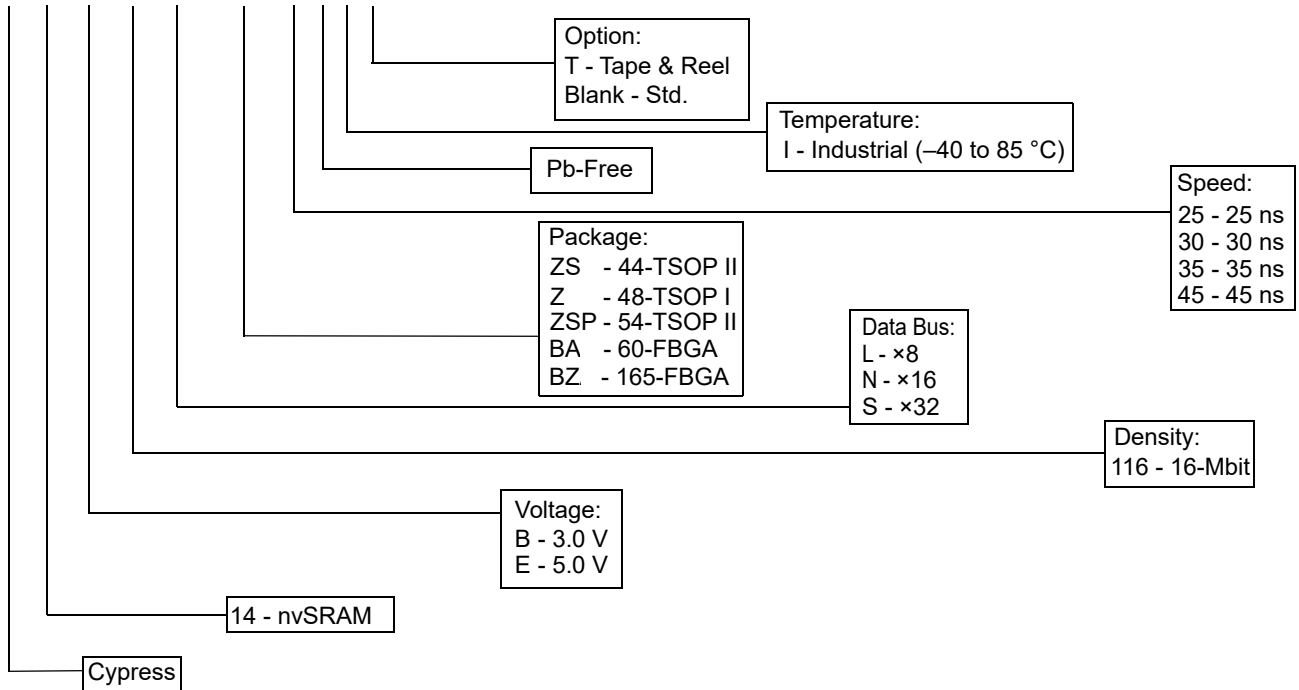 Option:
T - Tape & Reel
Blank - Std.
Temperature:
I - Industrial (–40 to 85 °C)
Pb-Free
Speed:
25 - 25 ns
30 - 30 ns
35 - 35 ns
45 - 45 ns
Package:
ZS - 44-TSOP II
Z - 48-TSOP I
ZSP - 54-TSOP II
BA - 60-FBGA
BZ - 165-FBGA
Data Bus:
L - ×8
N - ×16
S - ×32
Density:
116 - 16-Mbit
Voltage:
B - 3.0 V
E - 5.0 V
14 - nvSRAM
Cypress